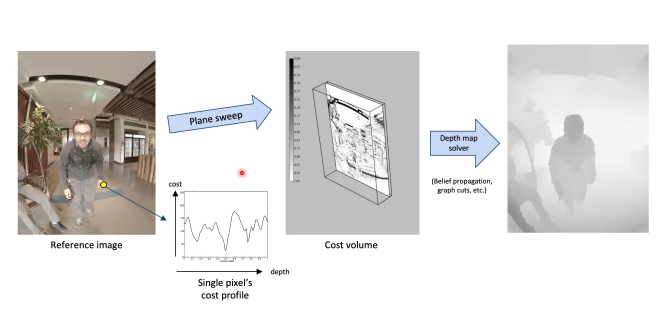 Plane sweep
Depth map
solver
(Belief propagation,
graph cuts, etc.)
cost
depth
Reference image
Single pixel's
cost profile
Cost volume